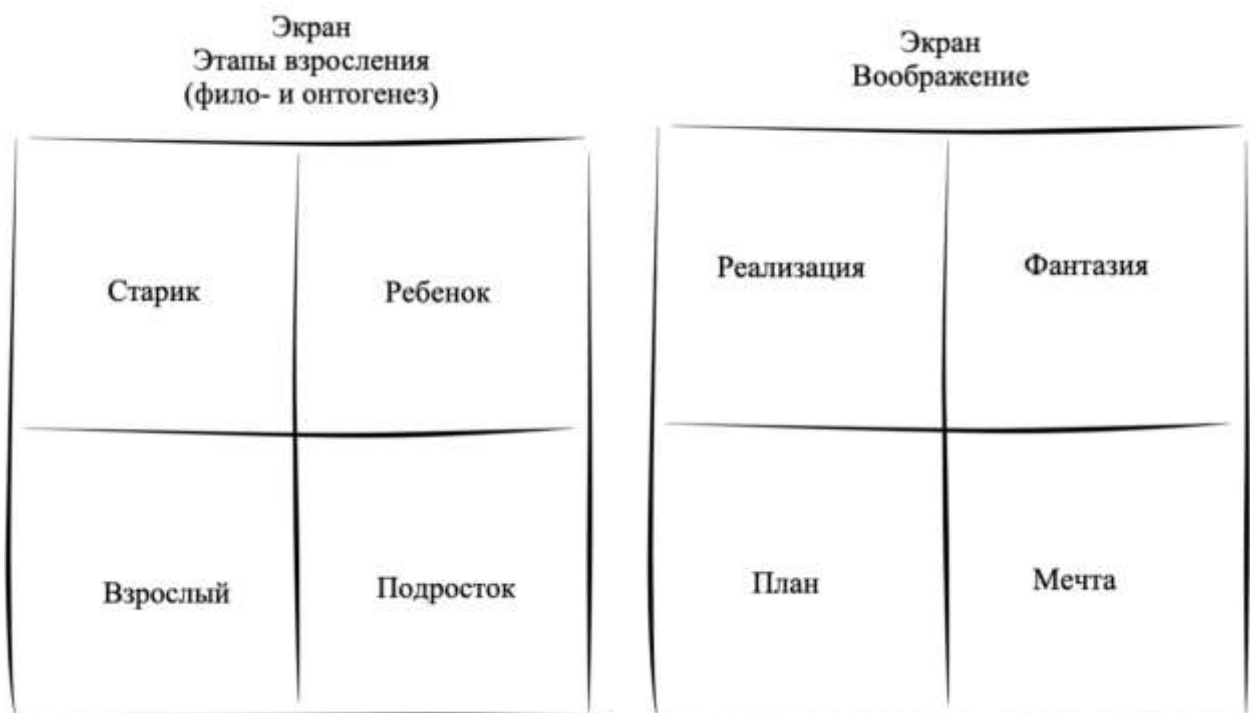 Экран
Этапы взросления
(фило- и онтогенез)
Старик
Ребенок
Взрослый
Подросток
Экран
Воображение
Реализация
Фантазия
План
Мечта